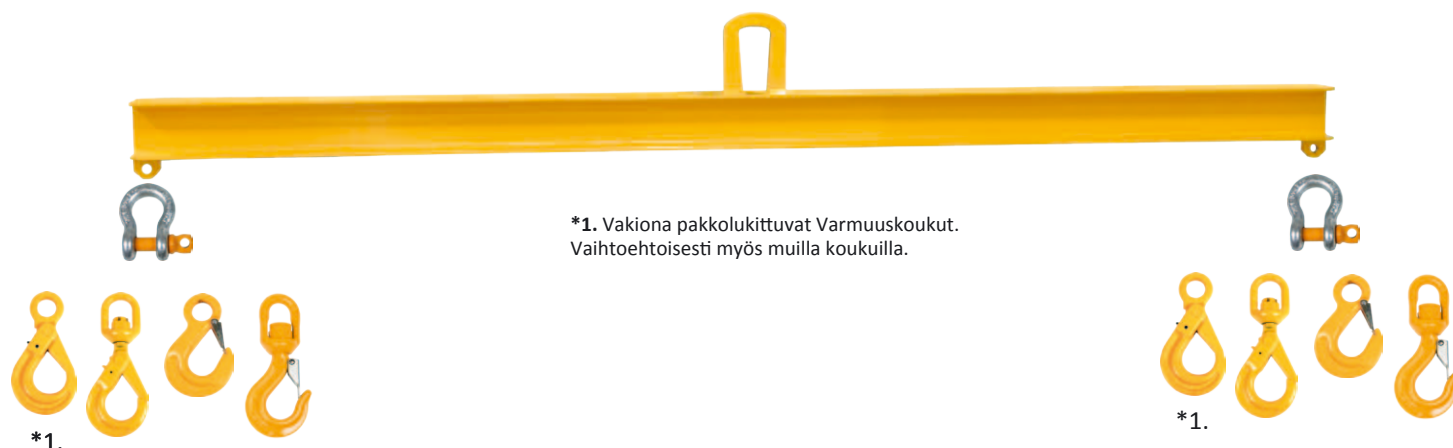 *1. Vakiona pakkolukittuvat Varmuuskoukut.
Vaihtoehtoisesti myös muilla koukuilla.
*1.
*1.